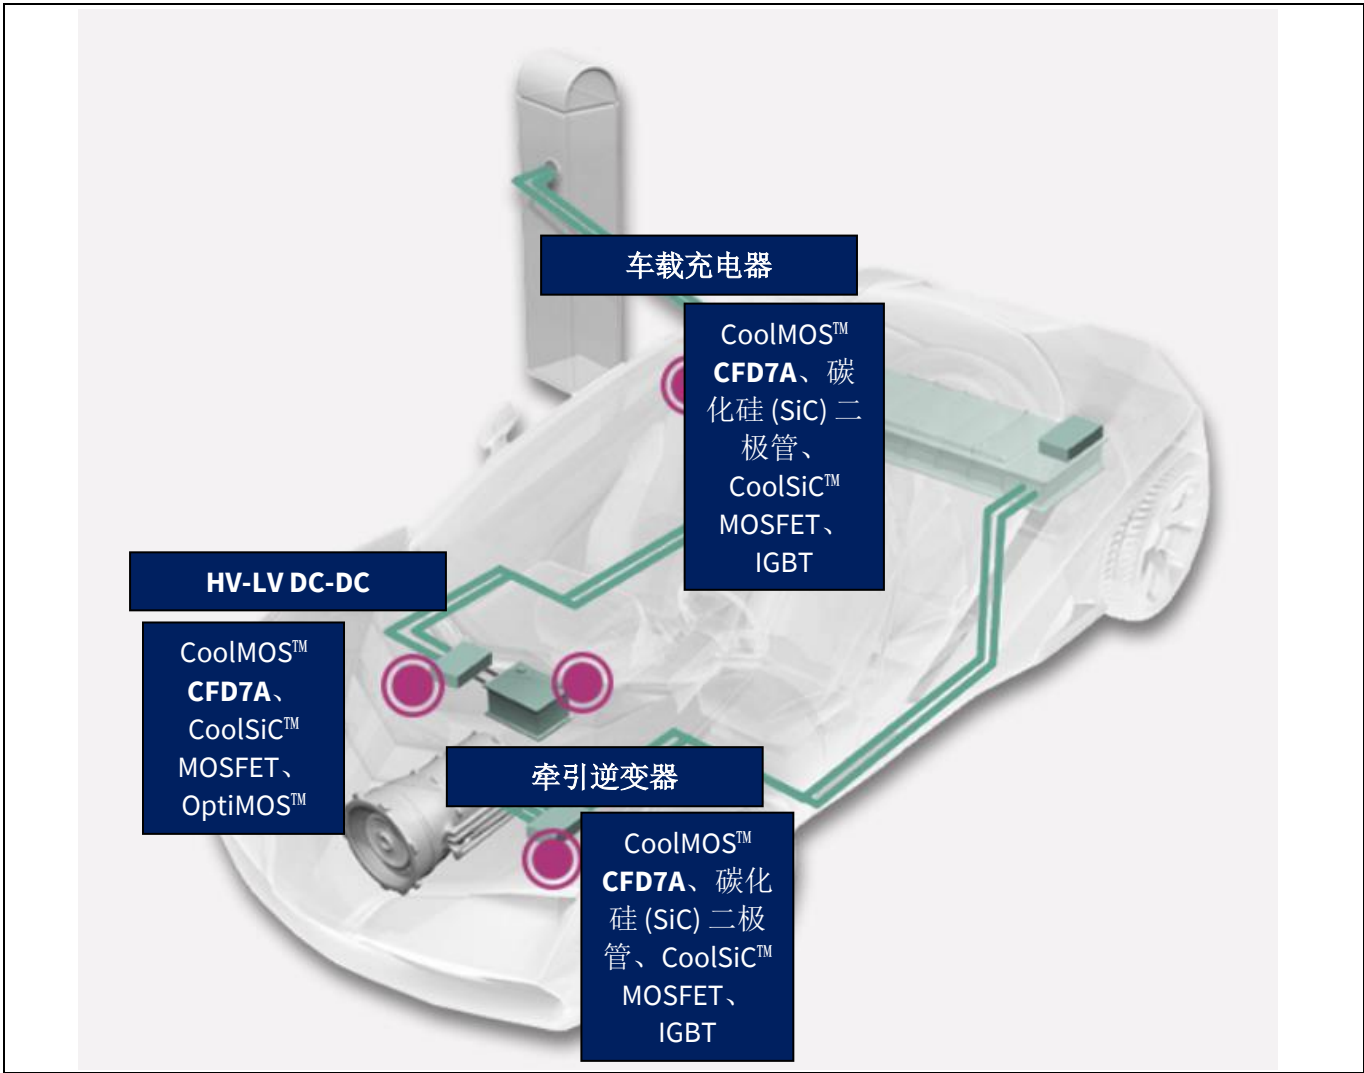 车载充电器
CoolMOS™
CFD7A、碳
化硅 (SiC) 二
极管、
CoolSiC™
MOSFET、
IGBT
HV-LV DC-DC
CoolMOS™
CFD7A、
CoolSiC™
MOSFET、
OptiMOS™
牵引逆变器
CoolMOS™
CFD7A、碳化
硅 (SiC) 二极
管、CoolSiC™
MOSFET、
IGBT